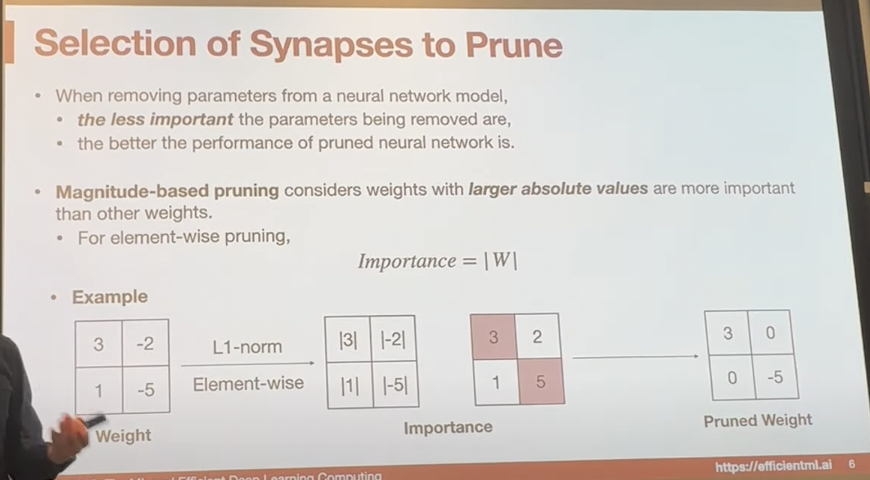 Selection of Synapses to Prune
• When removing parameters from a neural network model,
• the less important the parameters being removed are,
• the better the performance of pruned neural network is.
• Magnitude-based pruning considers weights with larger absolute values are more important
than other weights.
• For element-wise pruning,
Importance = |W|
• Example
3 -2
1 -5
Weight
L1-norm
Element-wise
|3| |-2|
|1| |-5|
3 2
1 5
Importance
3 0
0 -5
Pruned Weight
Efficient Deep Learning Computing
https://efficientml.ai 6